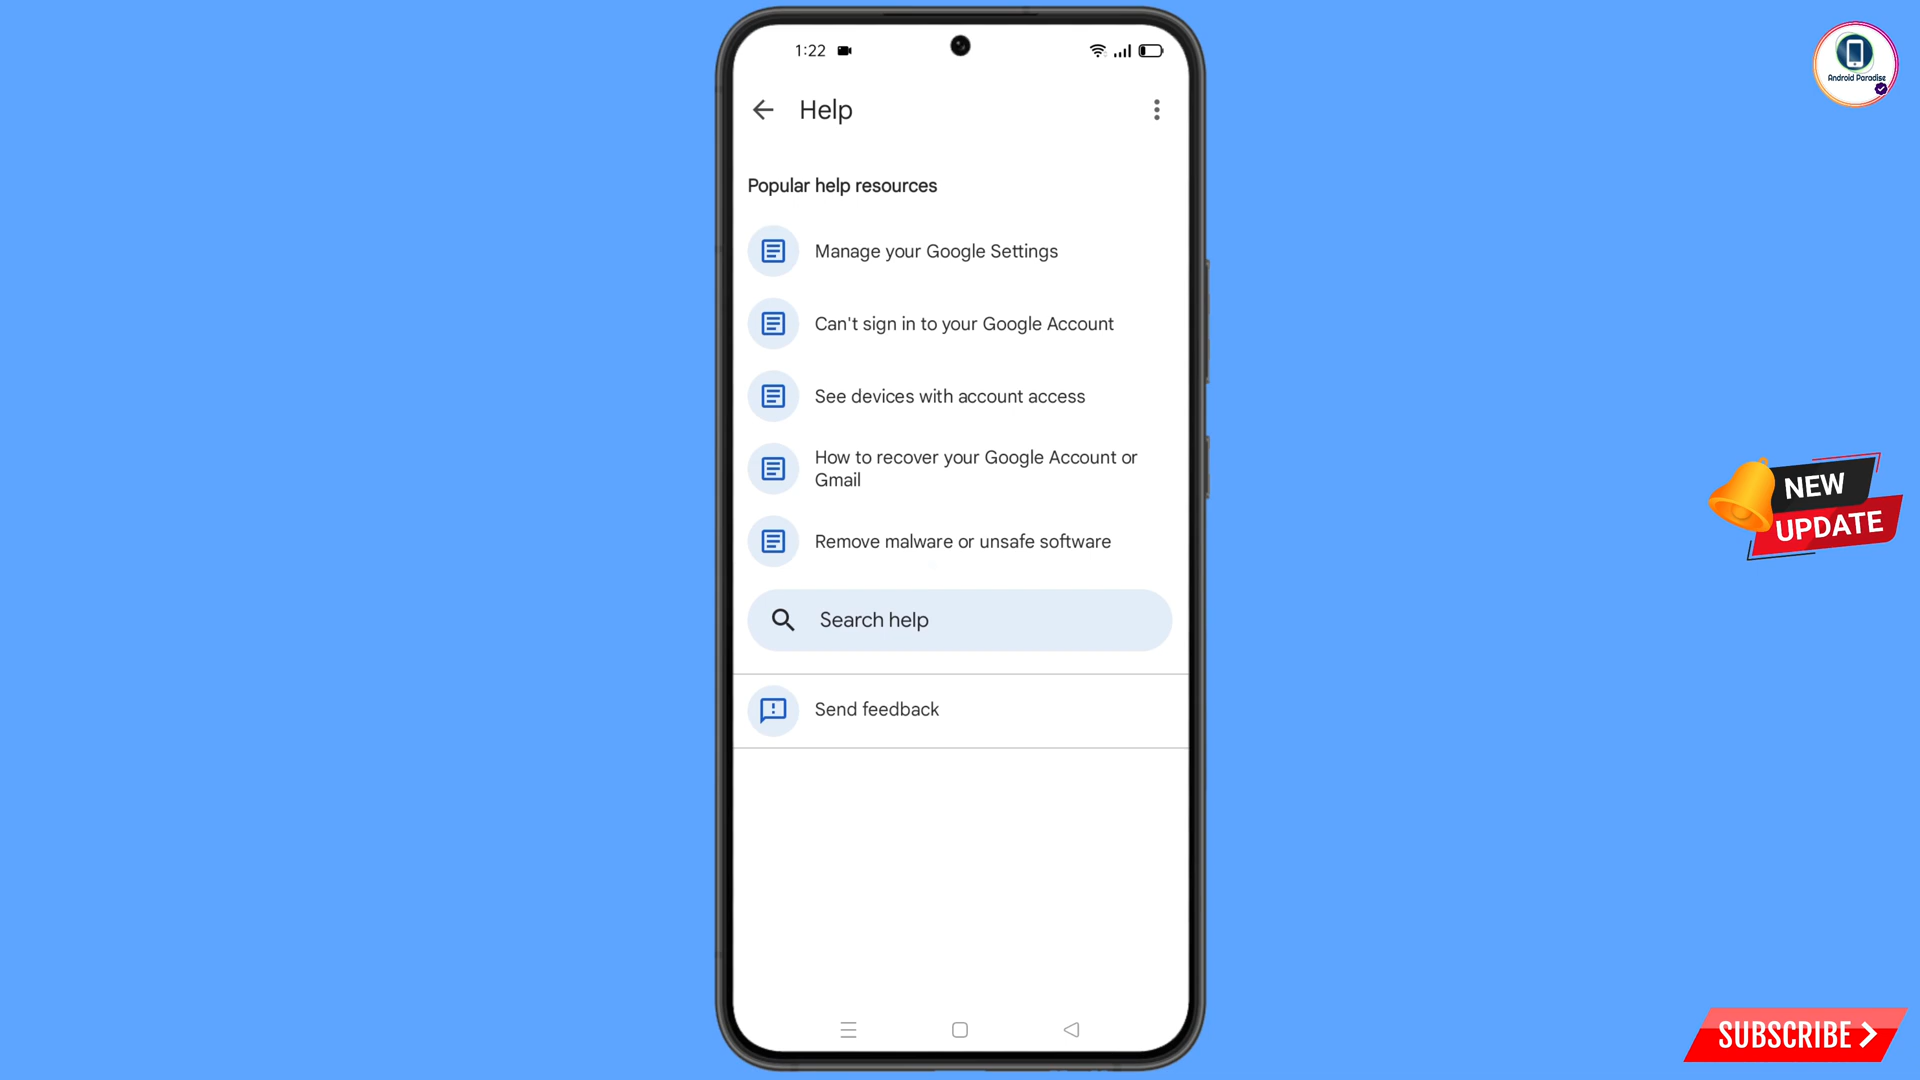 1:22
Android Paradise
Help
Popular help resources
Manage your Google Settings
Can't sign in to your Google Account
See devices with account access
How to recover your Google Account or
Gmail
Remove malware or unsafe software
Search help
Send feedback
NEW
UPDATE
SUBSCRIBE